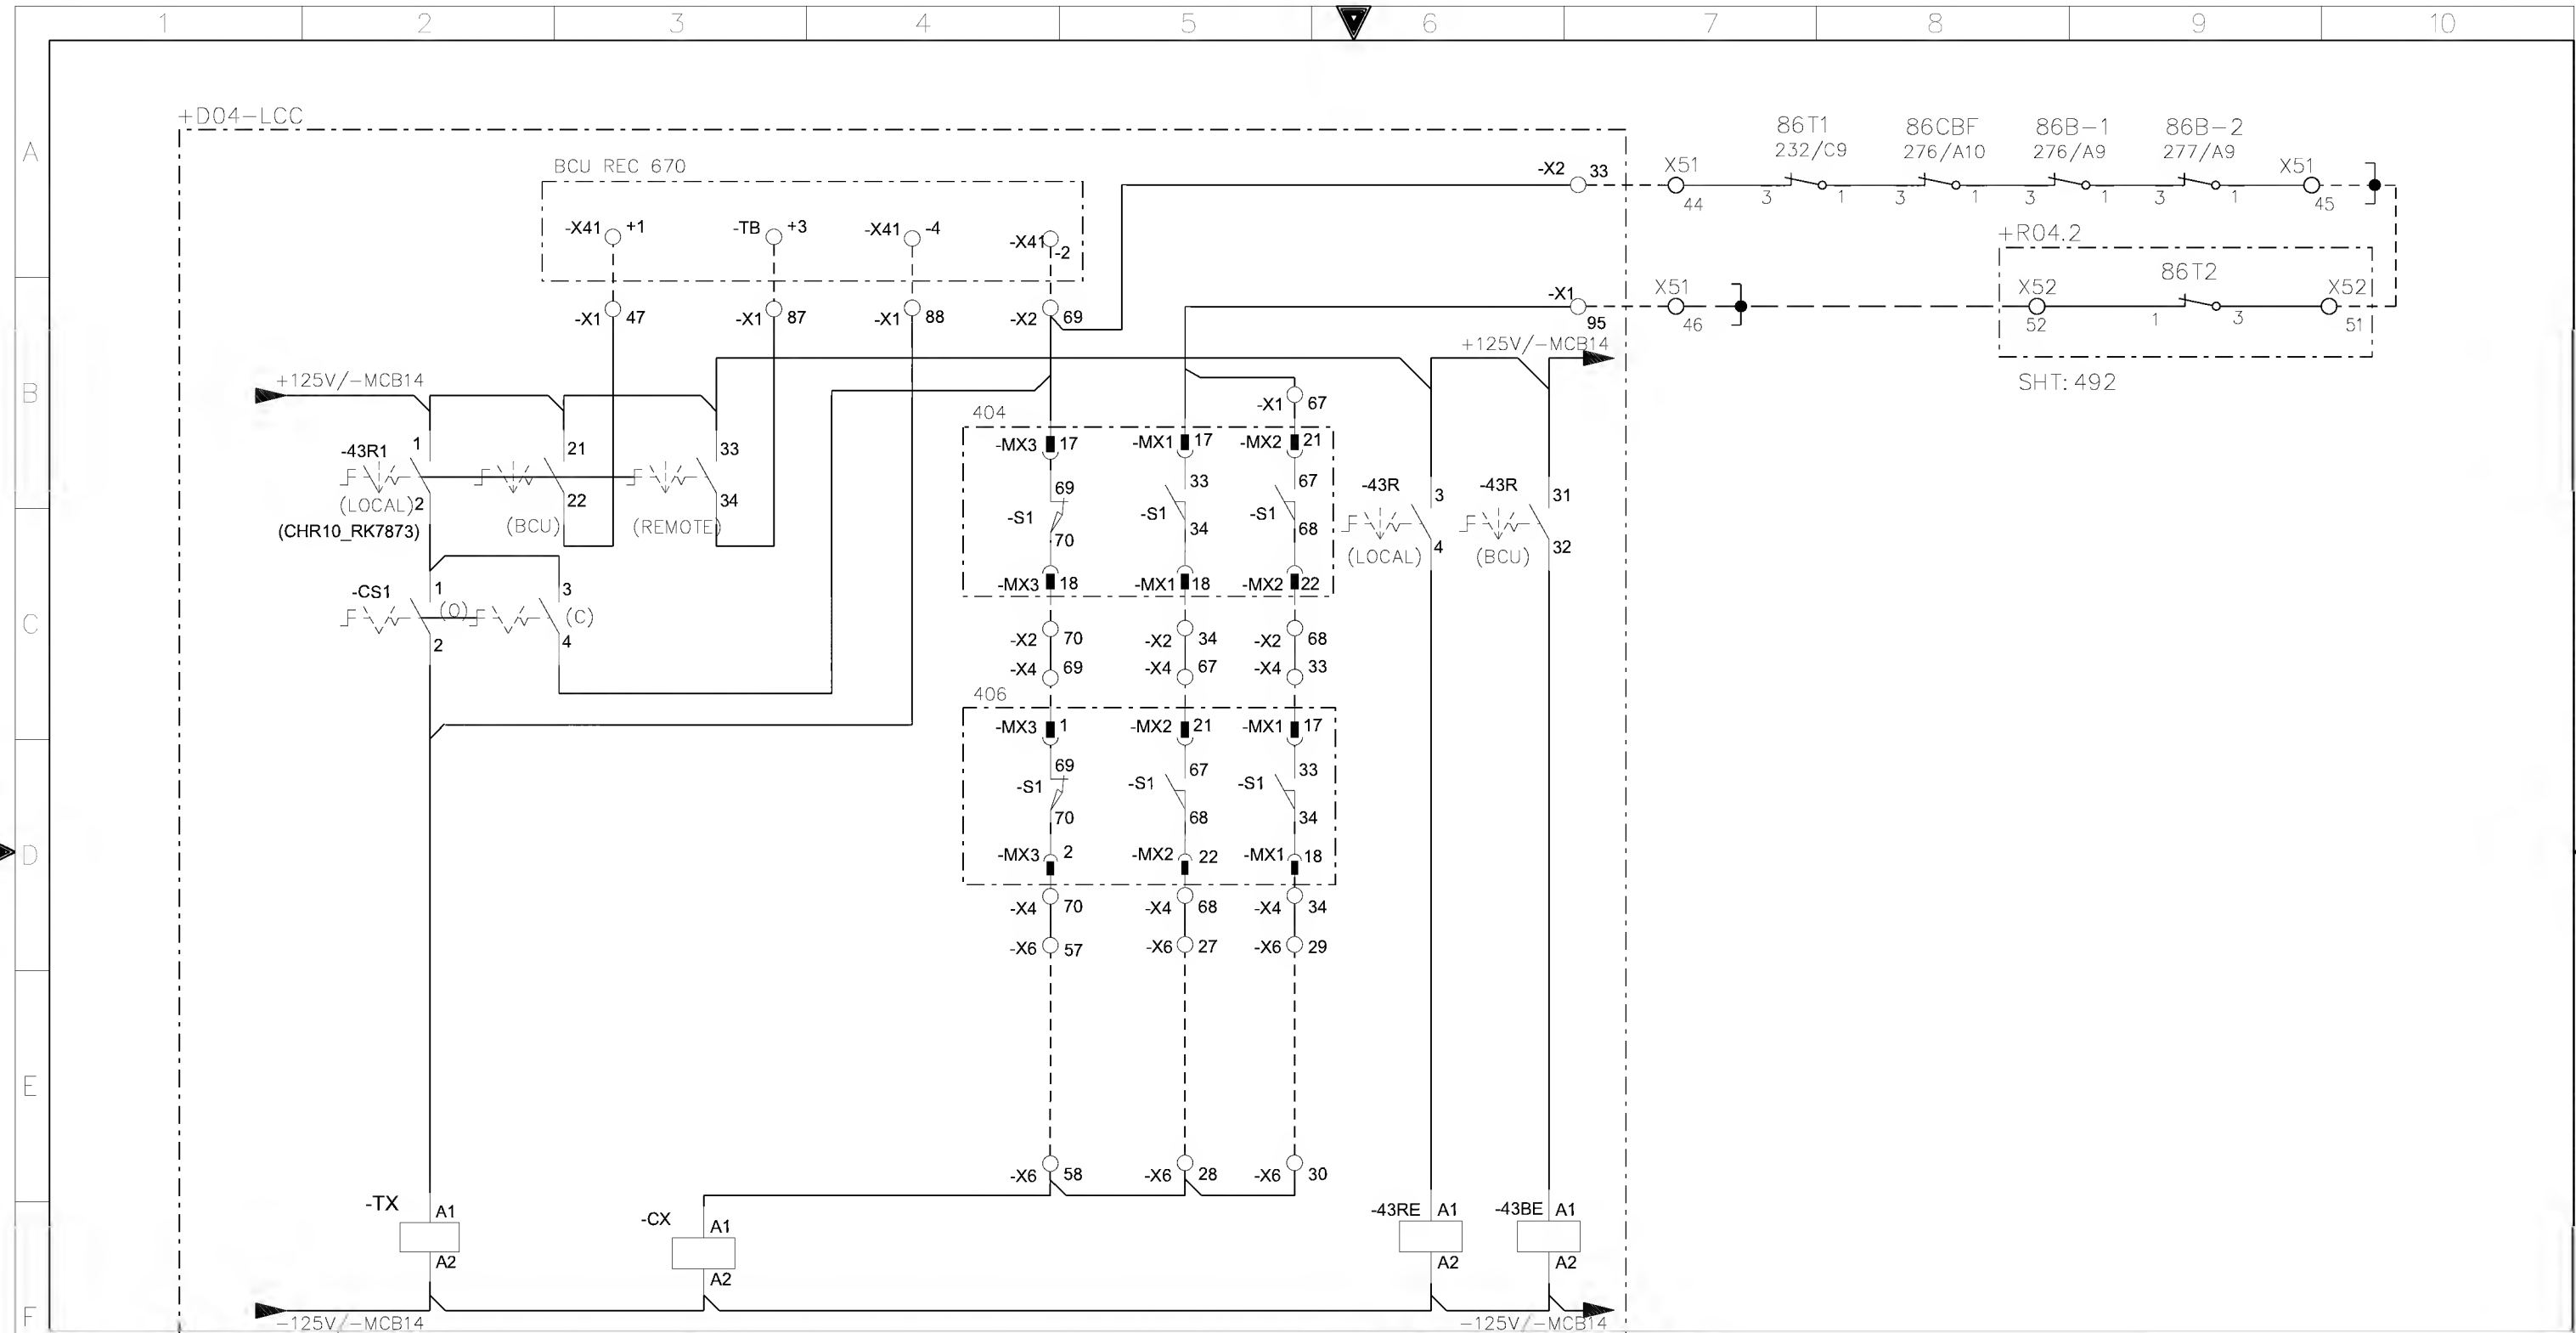 1 2 3 4 5 6 7 8 9 10
A
B
C
D
E
F
+D04-LCC
BCU REC 670
-X41 +1
-TB +3
-X41 -4
-X41 -2
-X1 47
-X1 87
-X1 88
-X2 69
-X2 33
X51
44
86T1
232/C9
3 1
86CBF
276/A10
3 1
86B-1
276/A9
3 1
86B-2
277/A9
3 1
X51
45
+R04.2
86T2
X52
52
1 3
X52
51
SHT: 492
-X1
95
X51
46
+125V/-MCB14
+125V/-MCB14
-43R1
1
2
(LOCAL)
(CHR10_RK7873)
21
22
(BCU)
33
34
(REMOTE)
-CS1
1
(O)
2
3
(C)
4
404
-X1 67
-MX3 17
-MX1 17
-MX2 21
69
-S1
70
33
-S1
34
67
-S1
68
-MX3 18
-MX1 18
-MX2 22
-X2 70
-X2 34
-X2 68
-X4 69
-X4 67
-X4 33
406
-MX3 1
-MX2 21
-MX1 17
69
-S1
70
67
-S1
68
33
-S1
34
-MX3 2
-MX2 22
-MX1 18
-X4 70
-X4 68
-X4 34
-X6 57
-X6 27
-X6 29
-X6 58
-X6 28
-X6 30
-43R
3
4
(LOCAL)
-43R
31
32
(BCU)
-TX
A1
A2
-CX
A1
A2
-43RE A1
A2
-43BE A1
A2
-125V/-MCB14
-125V/-MCB14